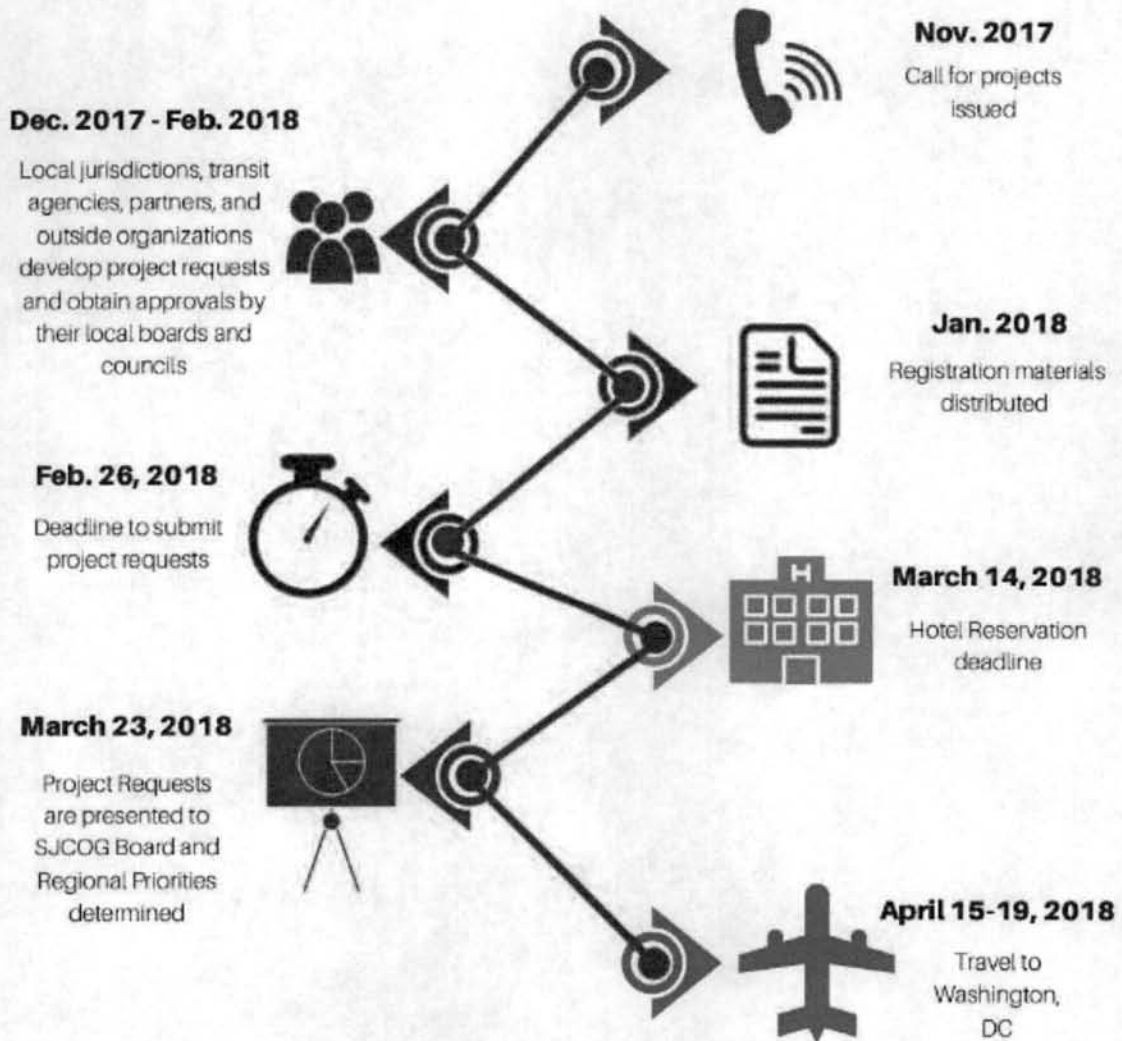 Nov. 2017
Call for projects
issued
Dec. 2017 - Feb. 2018
Local jurisdictions, transit
agencies, partners, and
outside organizations
develop project requests
and obtain approvals by
their local boards and
councils
Jan. 2018
Registration materials
distributed
Feb. 26, 2018
Deadline to submit
project requests
H
March 14, 2018
Hotel Reservation
deadline
March 23, 2018
Project Requests
are presented to
SJCOG Board and
Regional Priorities
determined
April 15-19, 2018
Travel to
Washington,
DC